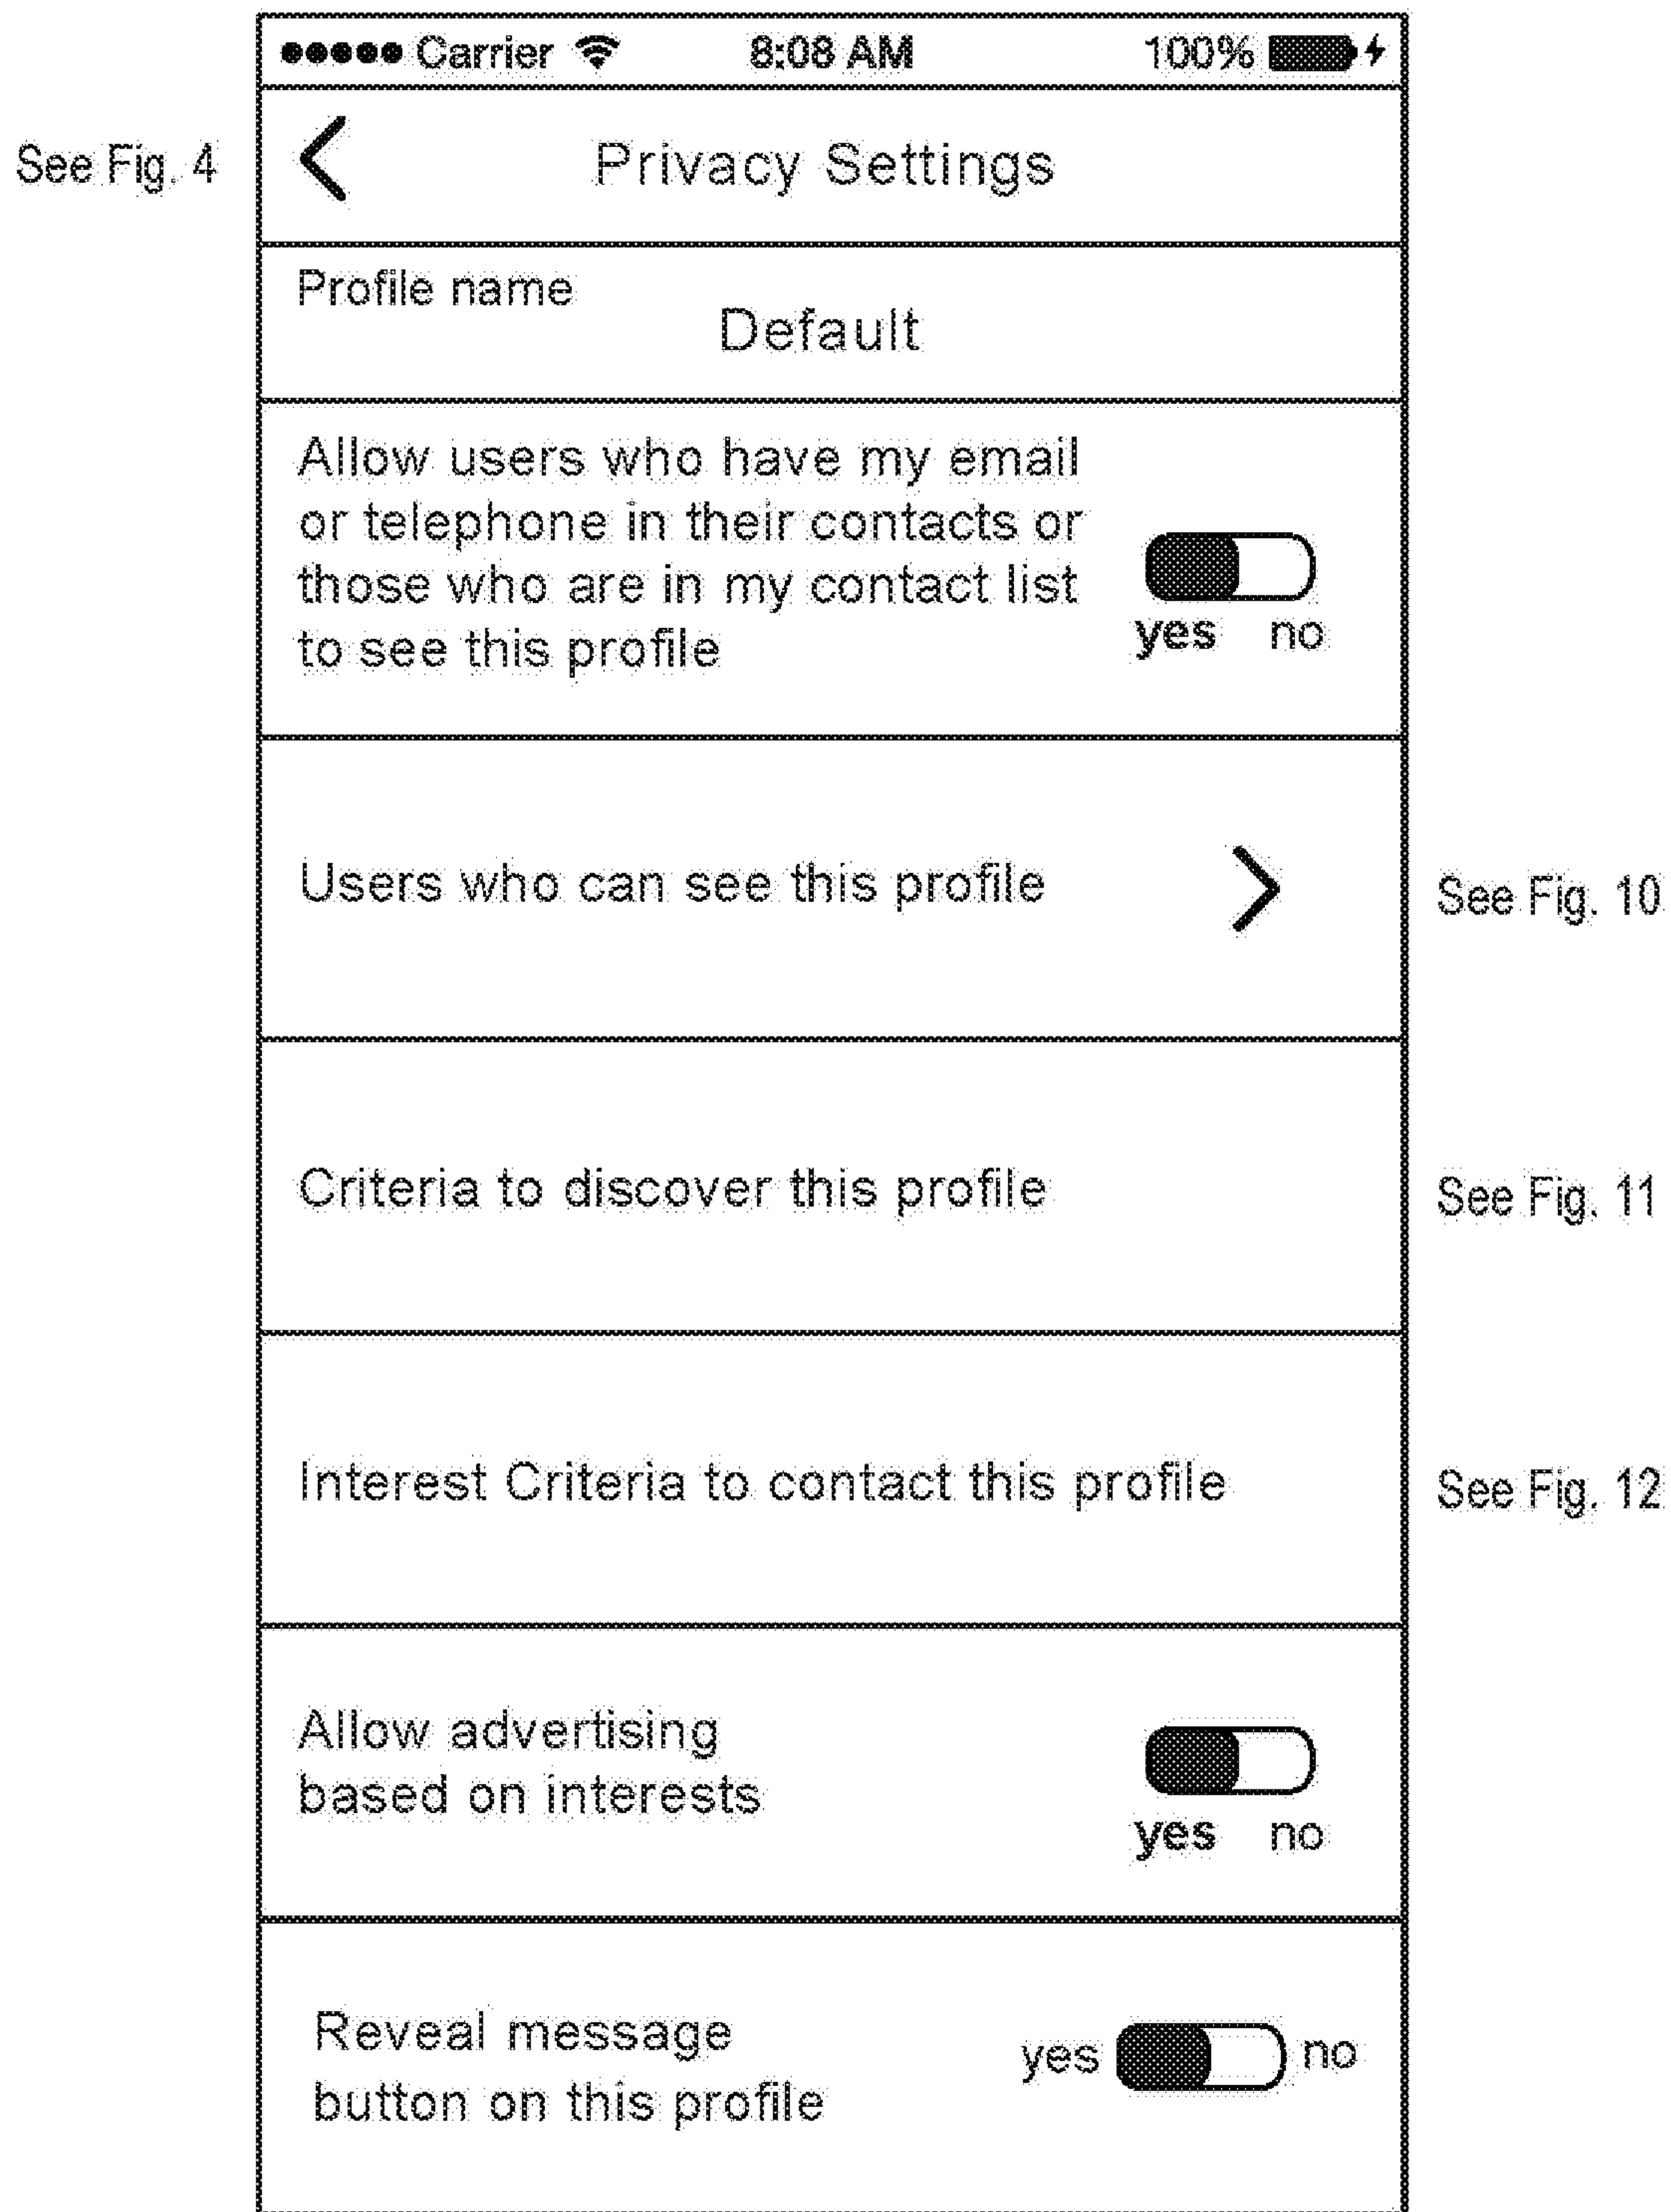 Carrier 8:08 AM 100%
See Fig. 4
Privacy Settings
Profile name
Default
Allow users who have my email
or telephone in their contacts or
those who are in my contact list
to see this profile
yes no
Users who can see this profile
See Fig. 10
Criteria to discover this profile
See Fig. 11
Interest Criteria to contact this profile
See Fig. 12
Allow advertising
based on interests
yes no
Reveal message
button on this profile
yes no